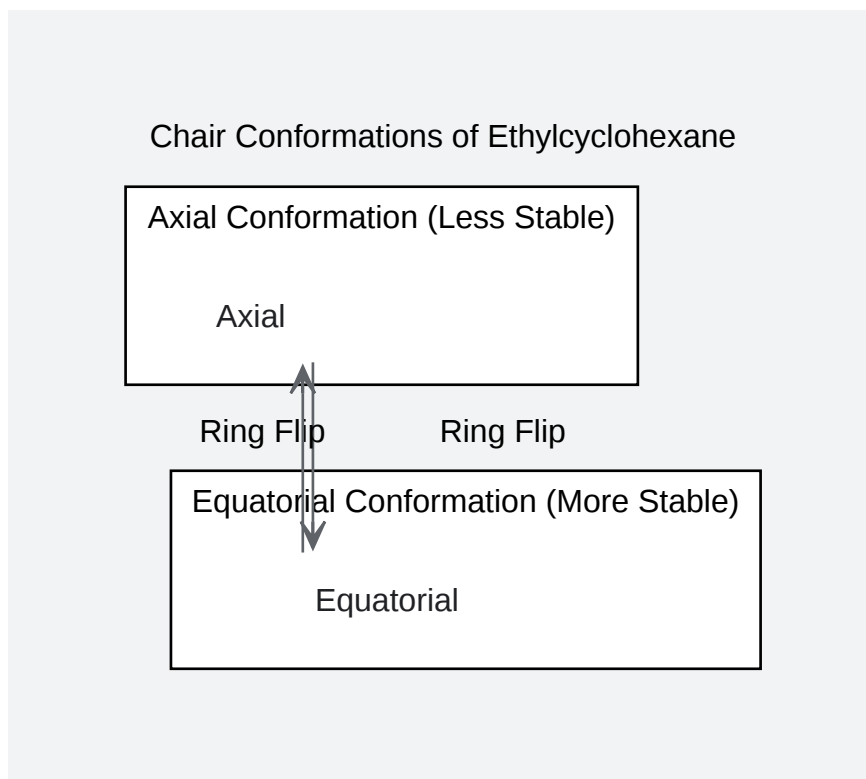 Chair Conformations of Ethylcyclohexane
Axial Conformation (Less Stable)
Axial
Ring Flip
Ring Flip
Equatorial Conformation (More Stable)
Equatorial